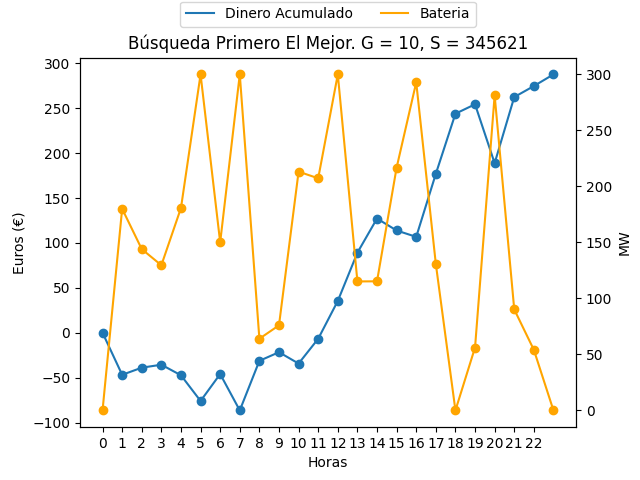 Dinero Acumulado Bateria
Búsqueda Primero El Mejor. G = 10, S = 345621
300
250
200
150
100
50
0
−50
−100
Euros (€)
300
250
200
150
100
50
0
MW
0 1 2 3 4 5 6 7 8 9 10 11 12 13 14 15 16 17 18 19 20 21 22
Horas